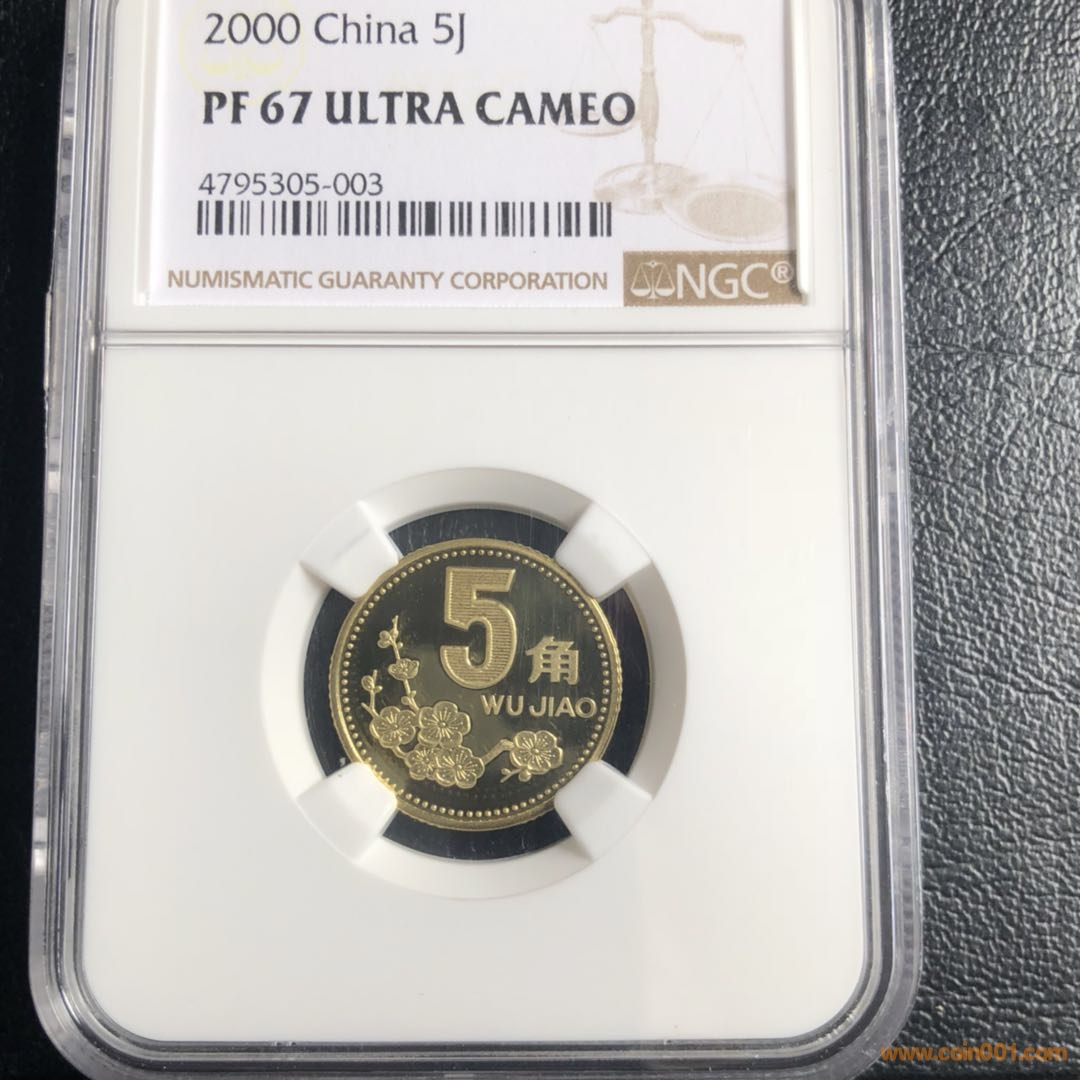 2000 China 5J
PF 67 ULTRA CAMEO
4795305-003
NUMISMATIC GUARANTY CORPORATION
NGC®
5角
WU JIAO
www.coin001.com